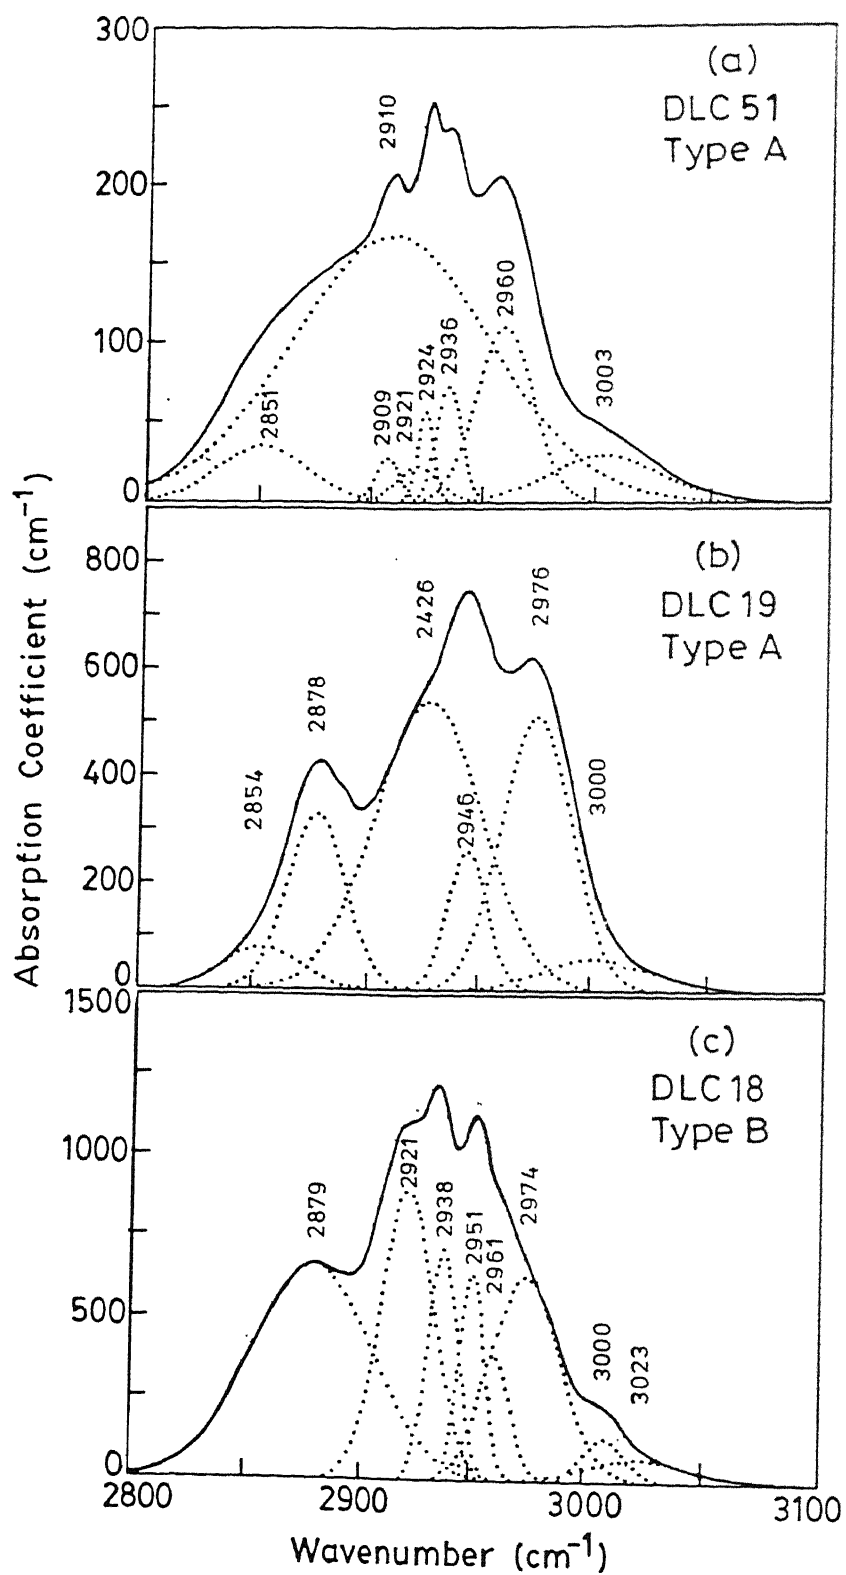 300
200
100
0
(a)
DLC 51
Type A
2910
2851
2909
2921
2924
2936
2960
3003
800
600
400
200
0
(b)
DLC 19
Type A
2854
2878
2426
2946
2976
3000
1500
1000
500
0
(c)
DLC 18
Type B
2879
2921
2938
2951
2961
2974
3000
3023
2800 2900 3000 3100
Wavenumber (cm⁻¹)
Absorption Coefficient (cm⁻¹)